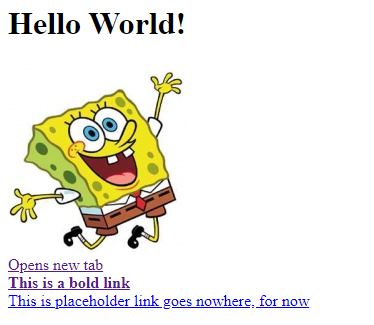 Hello World!
Opens new tab
This is a bold link
This is placeholder link goes nowhere, for now